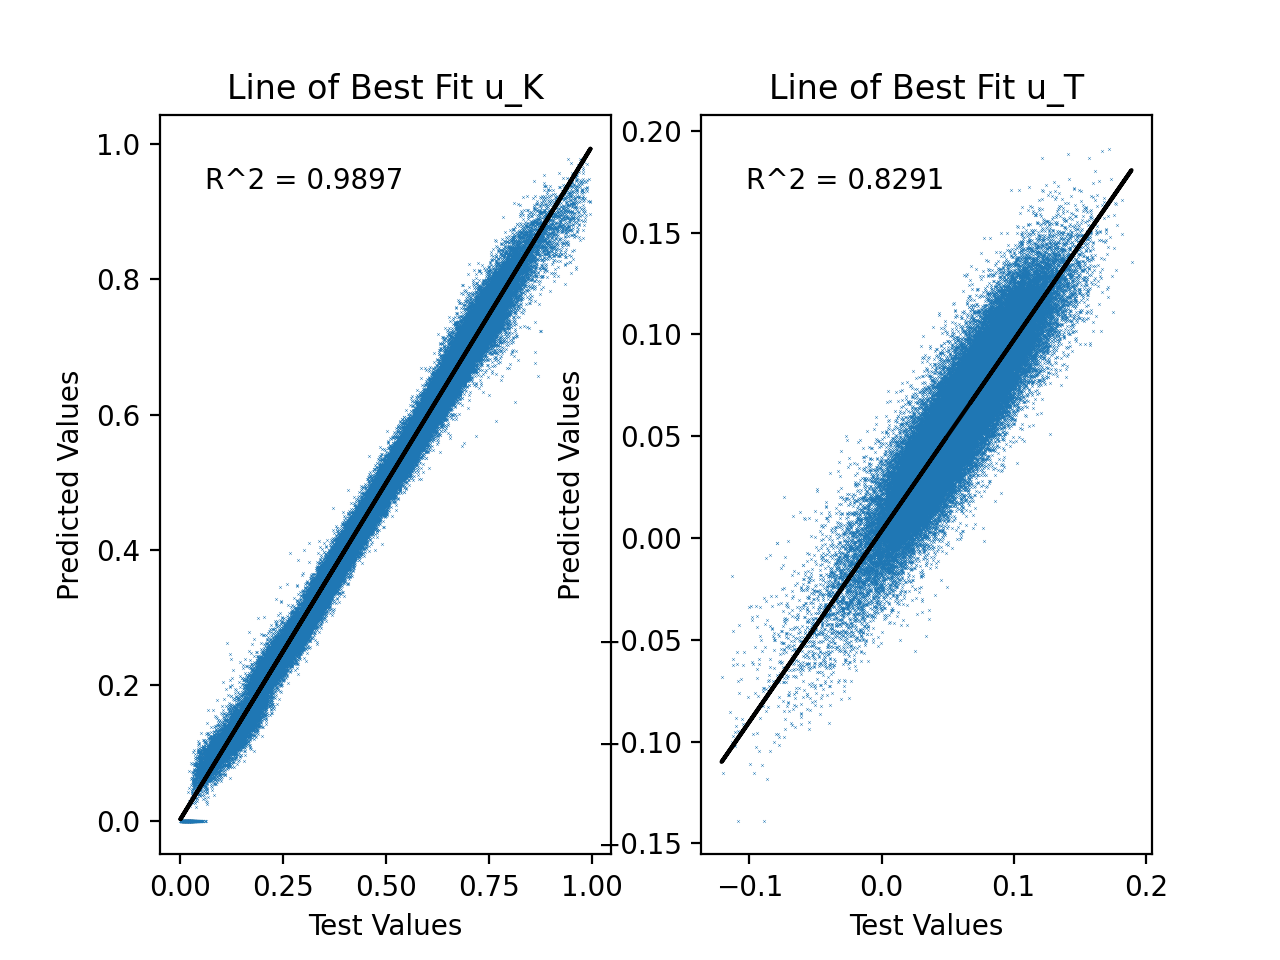 Line of Best Fit u_K
R^2 = 0.9897
Predicted Values
1.0
0.8
0.6
0.4
0.2
0.0
0.00 0.25 0.50 0.75 1.00
Test Values
Line of Best Fit u_T
R^2 = 0.8291
Predicted Values
0.20
0.15
0.10
0.05
0.00
−0.05
−0.10
−0.15
−0.1 0.0 0.1 0.2
Test Values